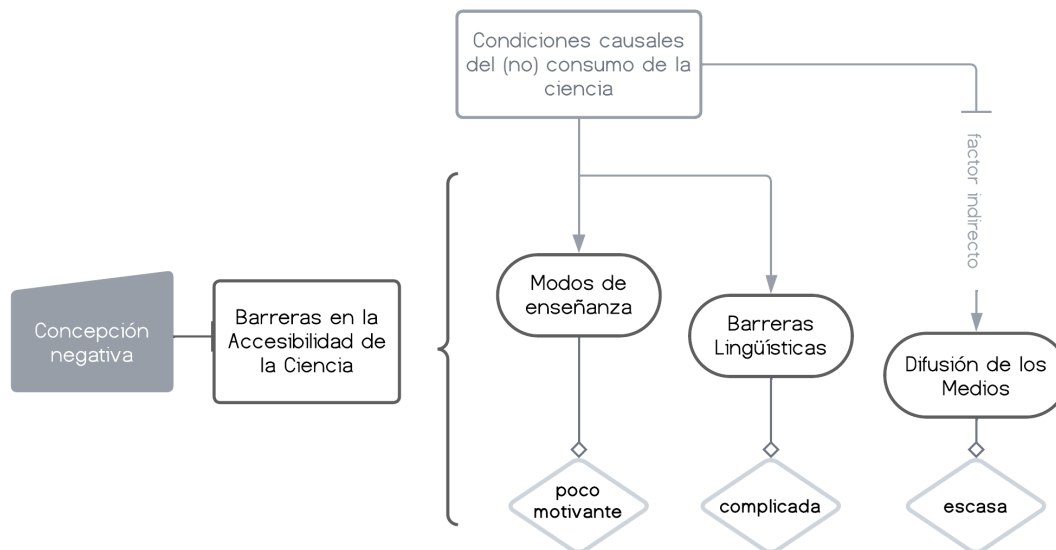 Condiciones causales
del (no) consumo de la
ciencia
factor indirecto
Concepción
negativa
Barreras en la
Accesibilidad de
la Ciencia
Modos de
enseñanza
Barreras
Lingüísticas
Difusión de los
Medios
poco
motivante
complicada
escasa